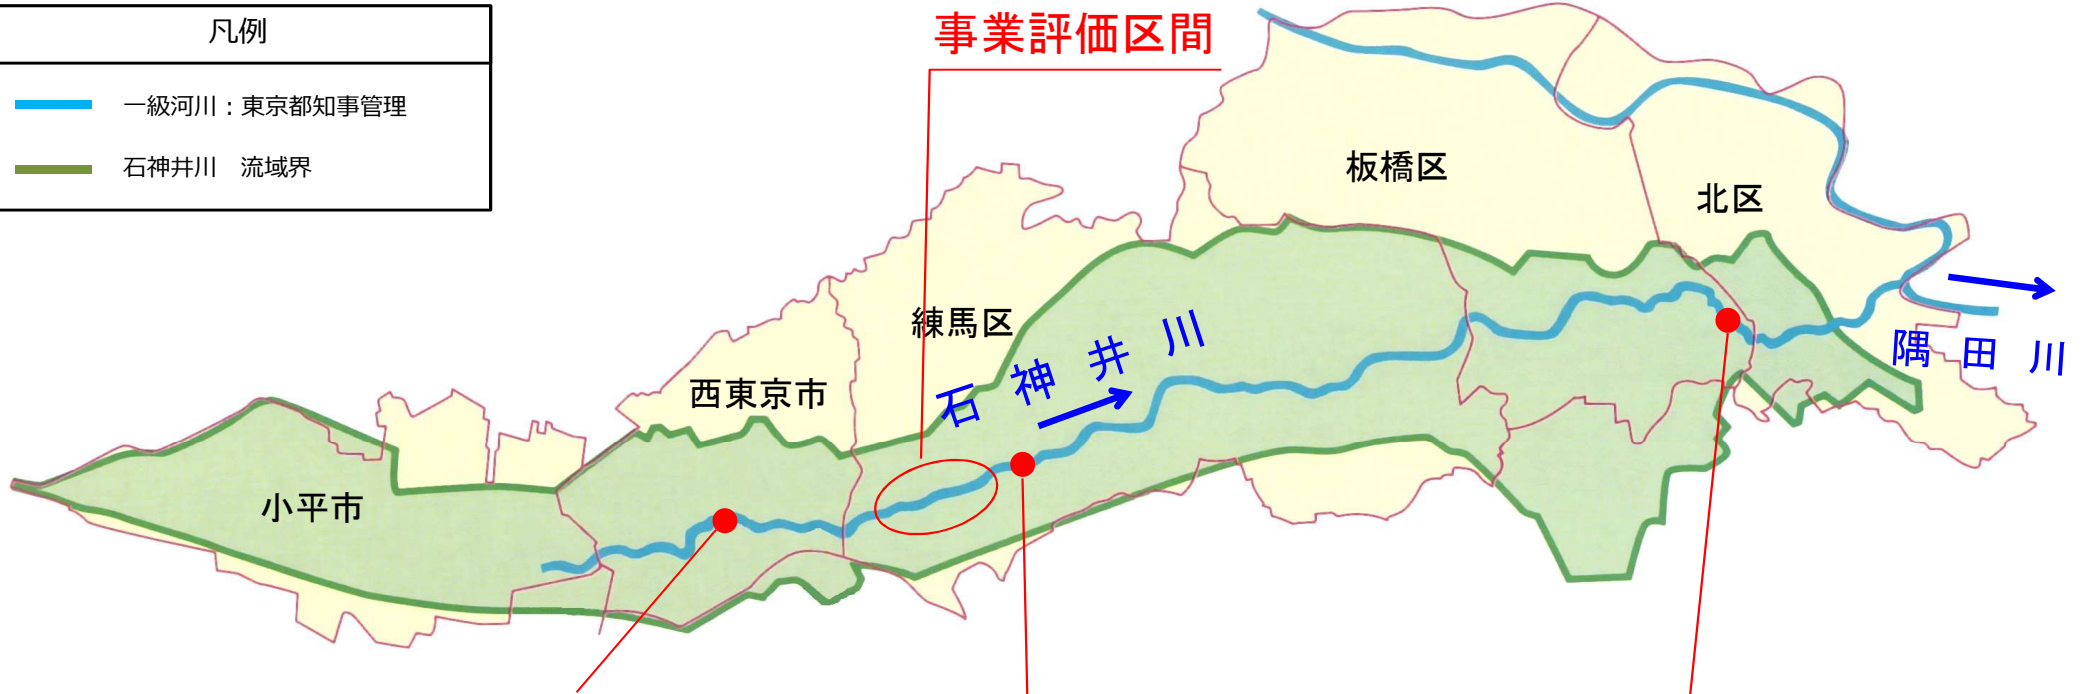 凡例
一級河川：東京都知事管理
石神井川　流域界
事業評価区間
板橋区
北区
練馬区
西東京市
小平市
石神井川
隅田川